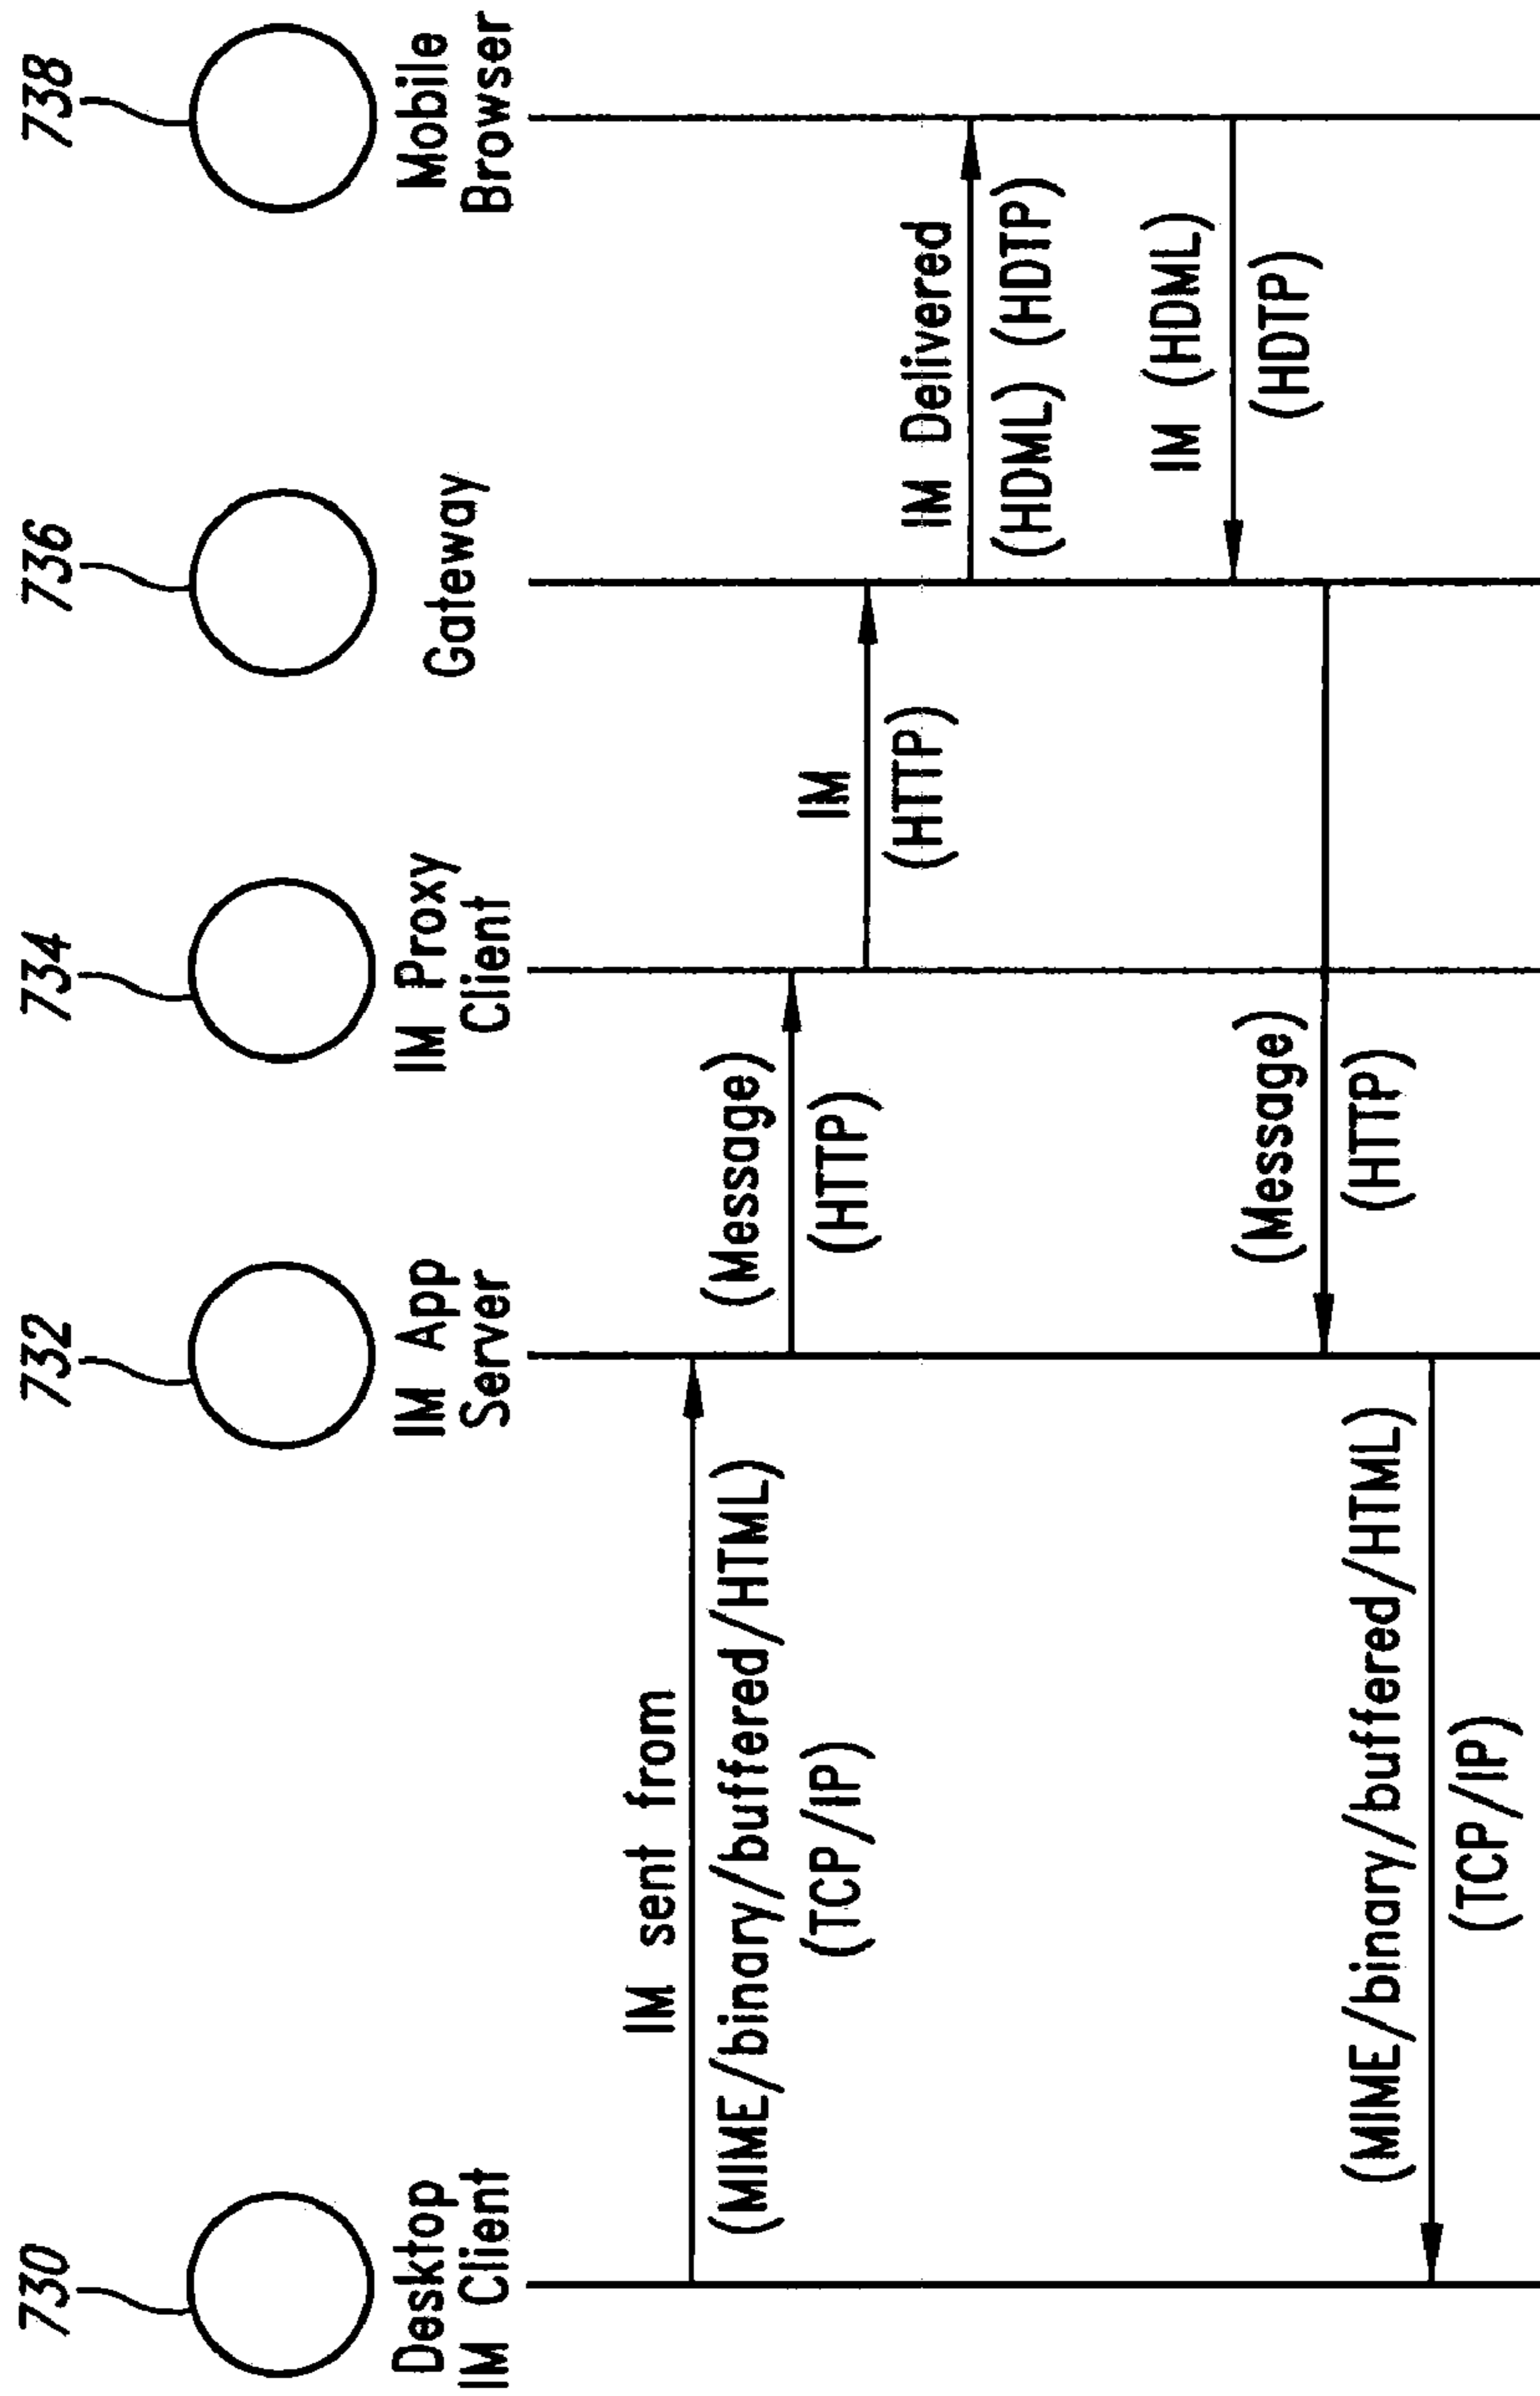 730
732
734
736
738
Desktop
IM Client
IM App
Server
IM Proxy
Client
Gateway
Mobile
Browser
IM sent from
(MIME/binary/buffered/HTML)
(TCP/IP)
(Message)
(HTTP)
IM
(HTTP)
IM Delivered
(HDML) (HDTP)
IM (HDML)
(HDTP)
(Message)
(HTTP)
(MIME/binary/buffered/HTML)
(TCP/IP)